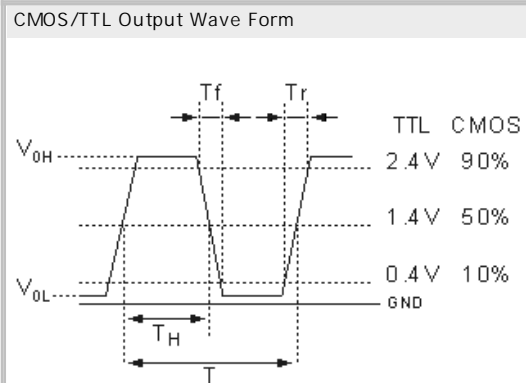 CMOS/TTL Output Wave Form
Tf Tr
TTL CMOS
V0H
2.4V 90%
1.4V 50%
0.4V 10%
V0L
GND
TH
T